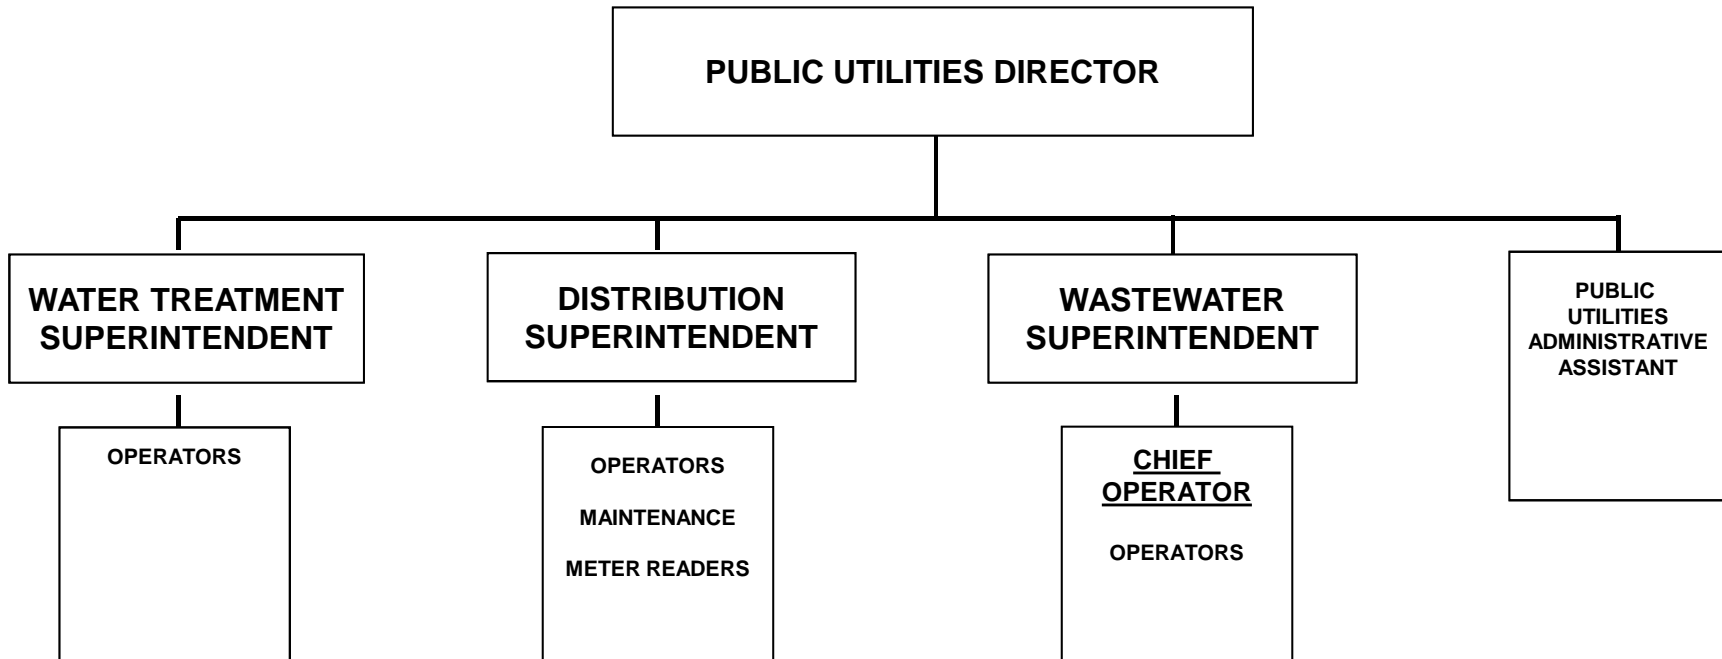 PUBLIC UTILITIES DIRECTOR
WATER TREATMENT
SUPERINTENDENT
DISTRIBUTION
SUPERINTENDENT
WASTEWATER
SUPERINTENDENT
PUBLIC
UTILITIES
ADMINISTRATIVE
ASSISTANT
OPERATORS
OPERATORS
MAINTENANCE
METER READERS
CHIEF
OPERATOR
OPERATORS